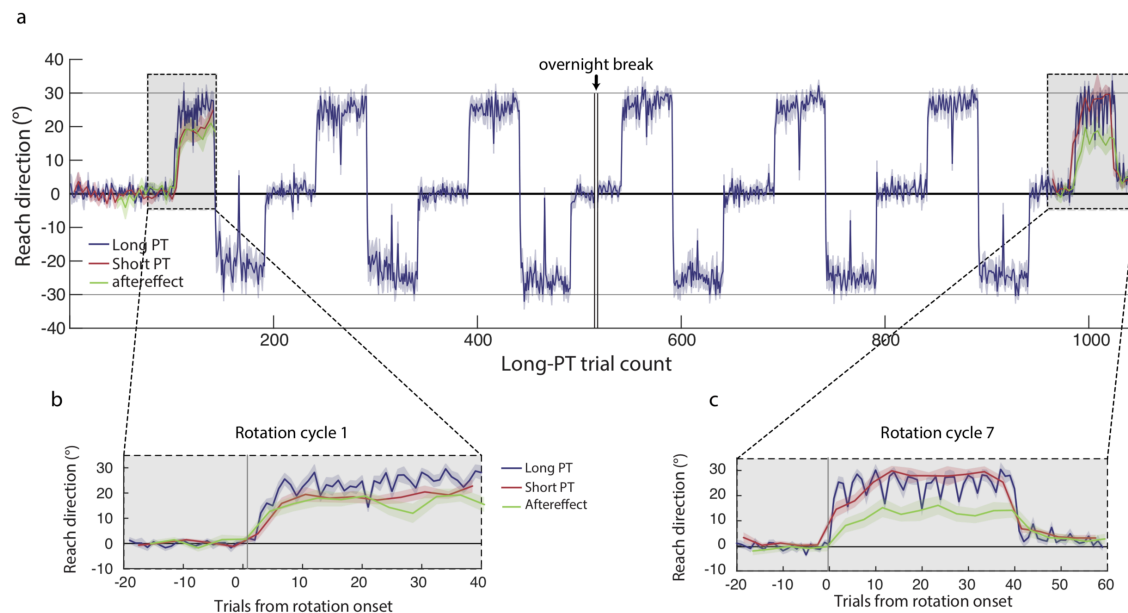 a
overnight break
Reach direction (°)
40
30
20
10
0
-10
-20
-30
-40
Long PT
Short PT
aftereffect
200
400
600
800
1000
Long-PT trial count
b
Rotation cycle 1
Reach direction (°)
30
20
10
0
-10
-20
-10
0
10
20
30
40
Trials from rotation onset
Long PT
Short PT
Aftereffect
c
Rotation cycle 7
Reach direction (°)
30
20
10
0
-10
-20
-10
0
10
20
30
40
50
60
Trials from rotation onset